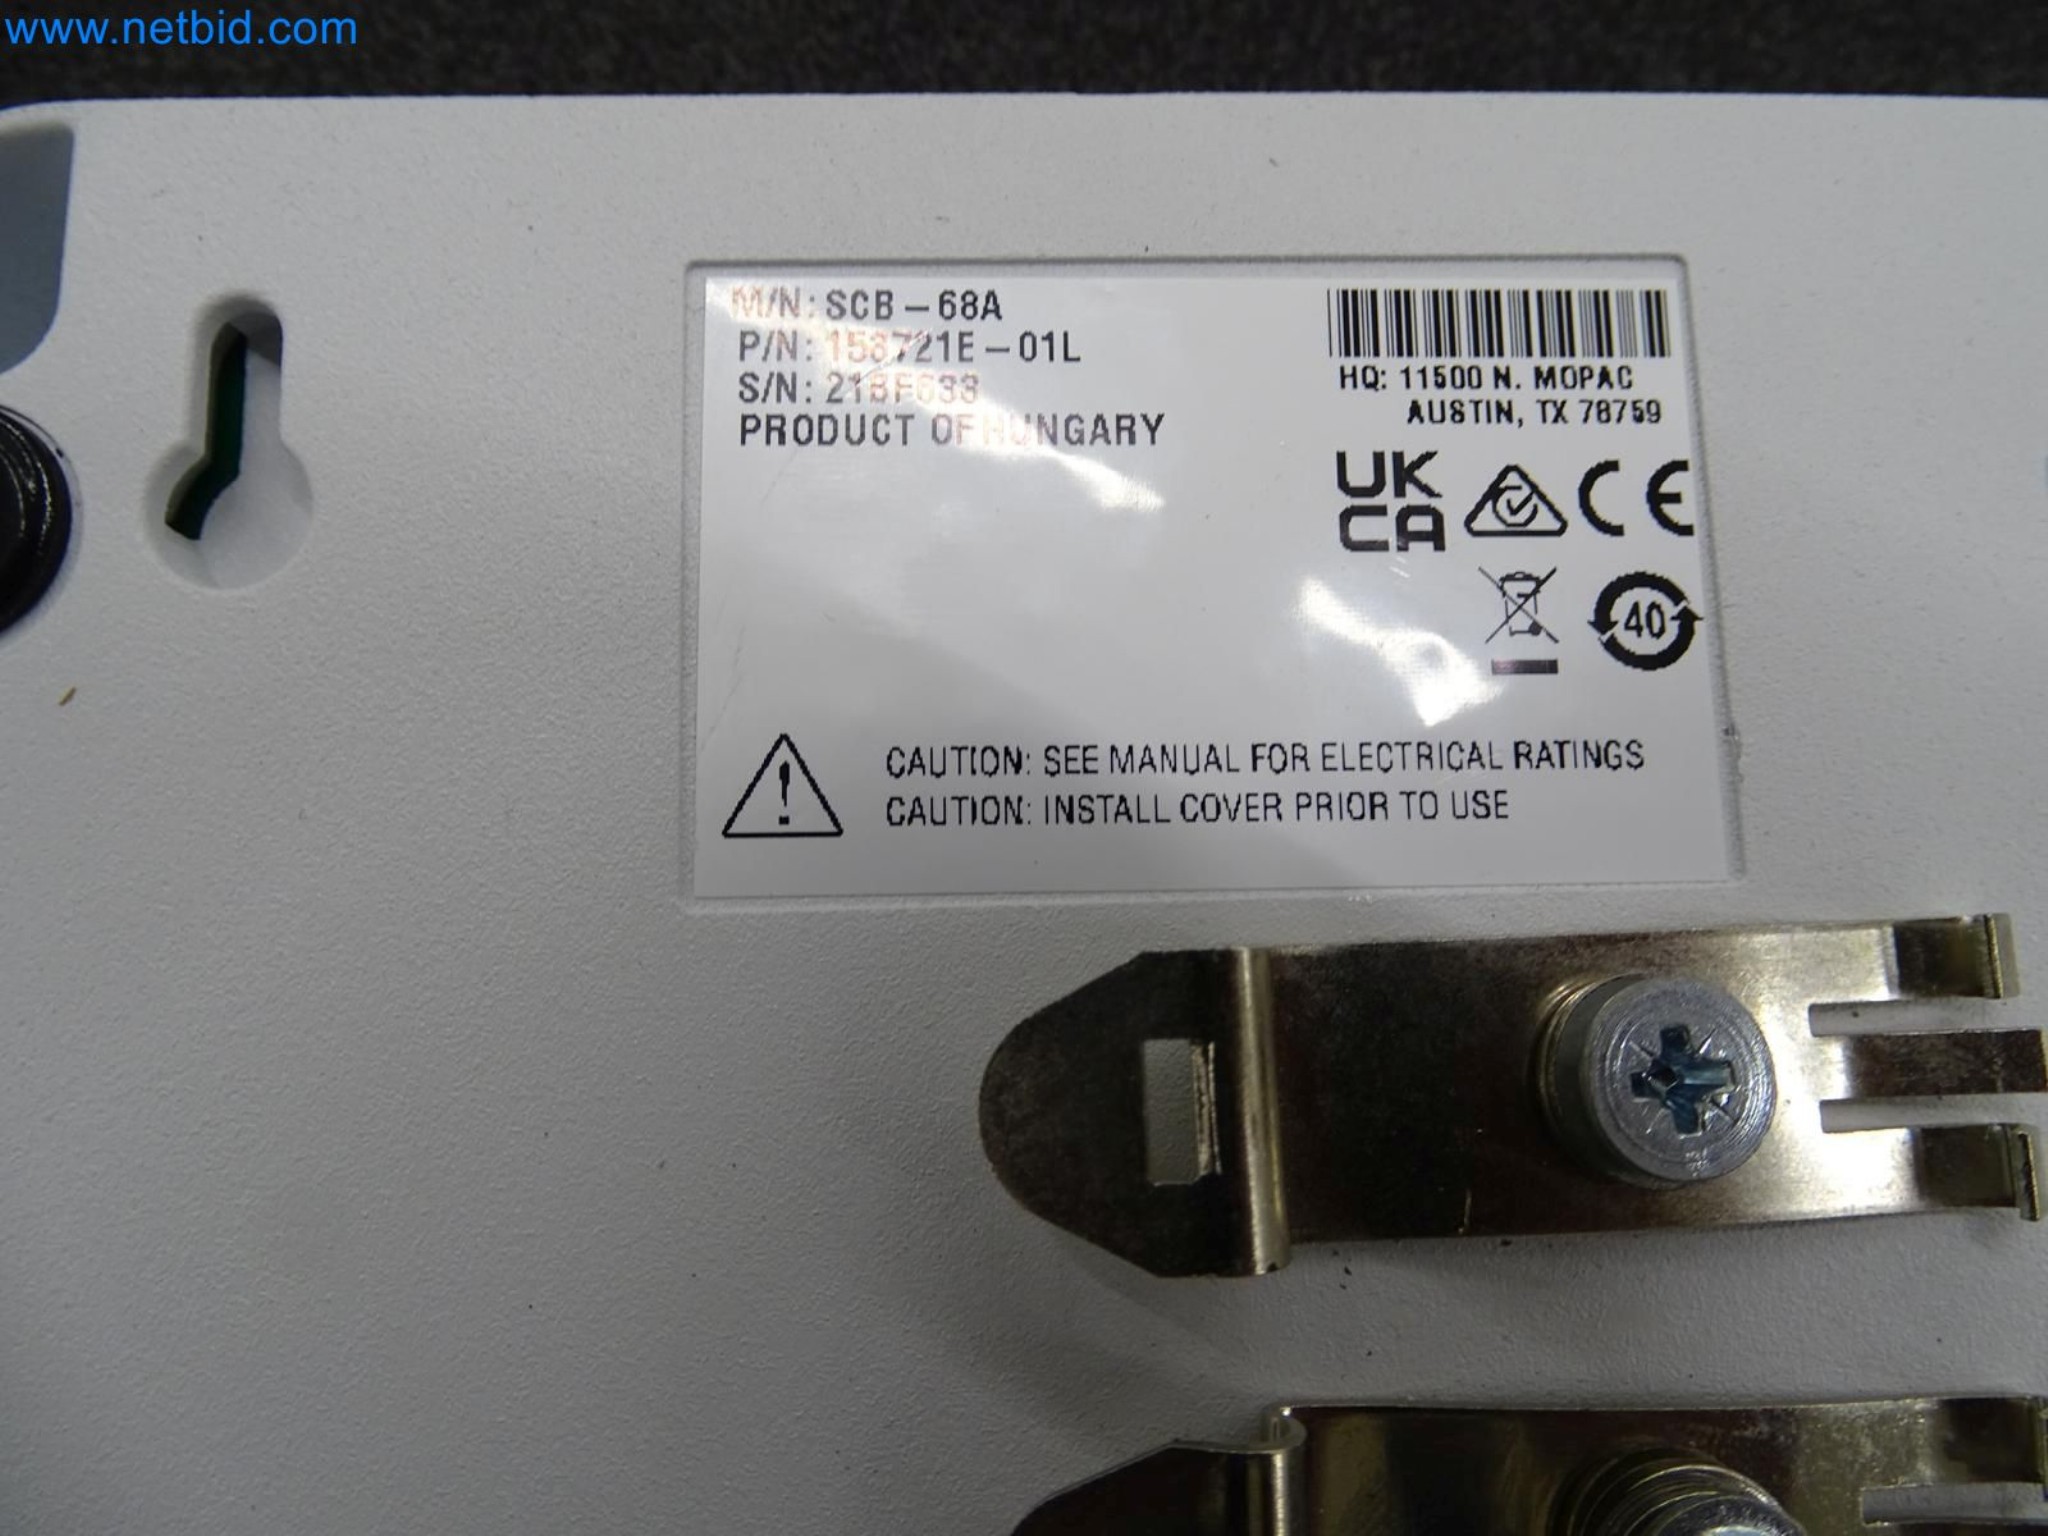 www.netbid.com
M/N: SCB-68A
P/N: 153721E-01L
S/N: 218F633
PRODUCT OF HUNGARY
HQ: 11500 N. MOPAC
AUSTIN, TX 78759
UK
CA
CE
40
CAUTION: SEE MANUAL FOR ELECTRICAL RATINGS
CAUTION: INSTALL COVER PRIOR TO USE